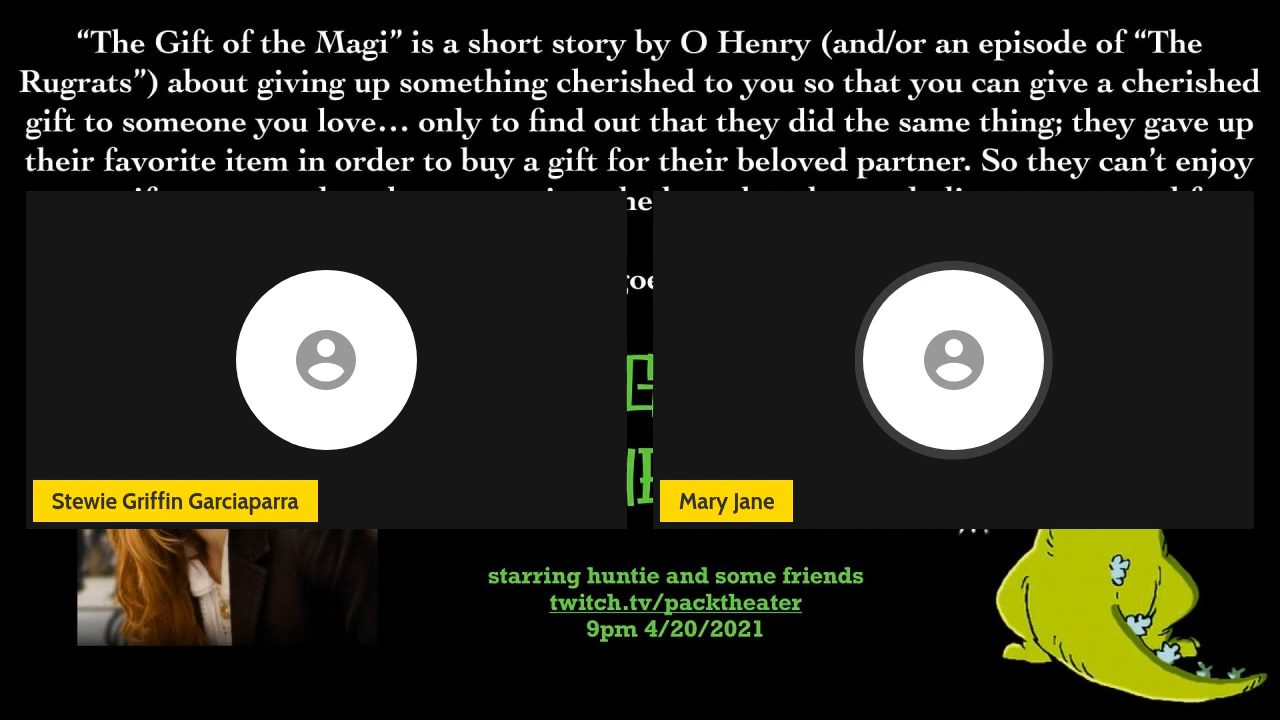 “The Gift of the Magi” is a short story by O Henry (and/or an episode of “The
Rugrats”) about giving up something cherished to you so that you can give a cherished
gift to someone you love… only to find out that they did the same thing; they gave up
their favorite item in order to buy a gift for their beloved partner. So they can’t enjoy
Stewie Griffin Garciaparra
Mary Jane
starring huntie and some friends
twitch.tv/packtheater
9pm 4/20/2021